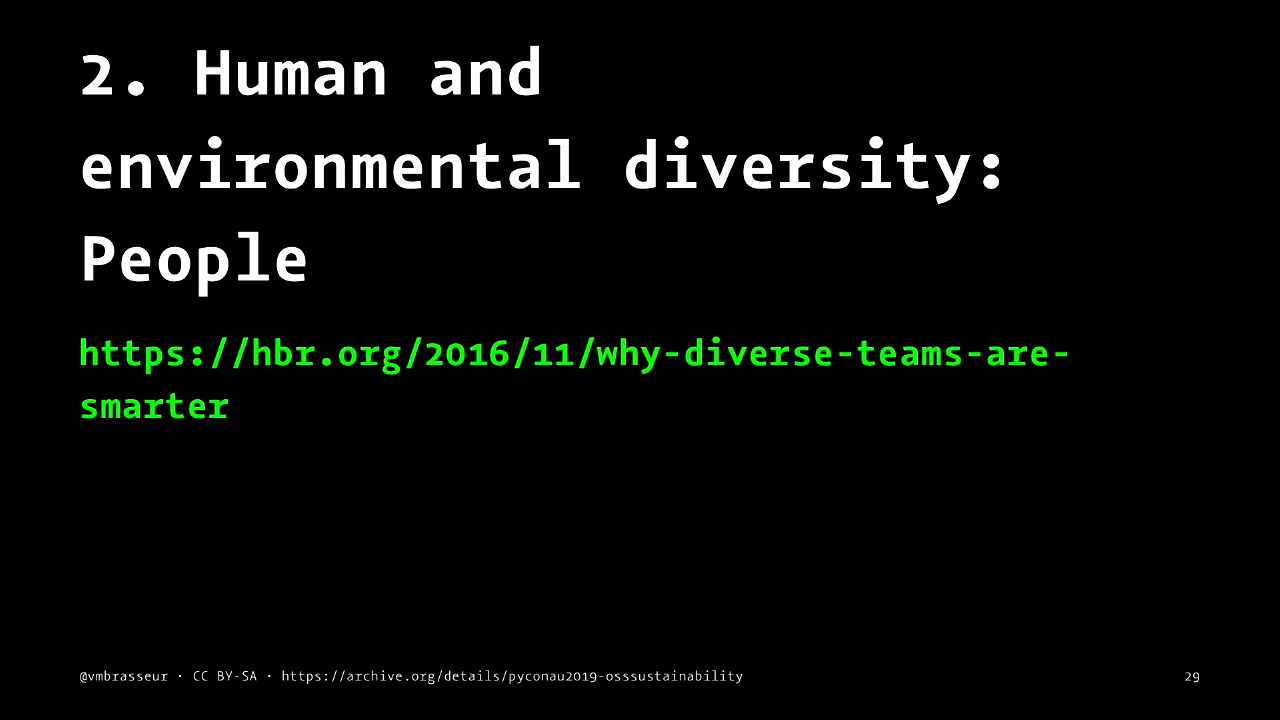 2. Human and
environmental diversity:
People
https://hbr.org/2016/11/why-diverse-teams-are-
smarter
@vmbrasseur · CC BY-SA · https://archive.org/details/pyconau2019-osssustainability
29